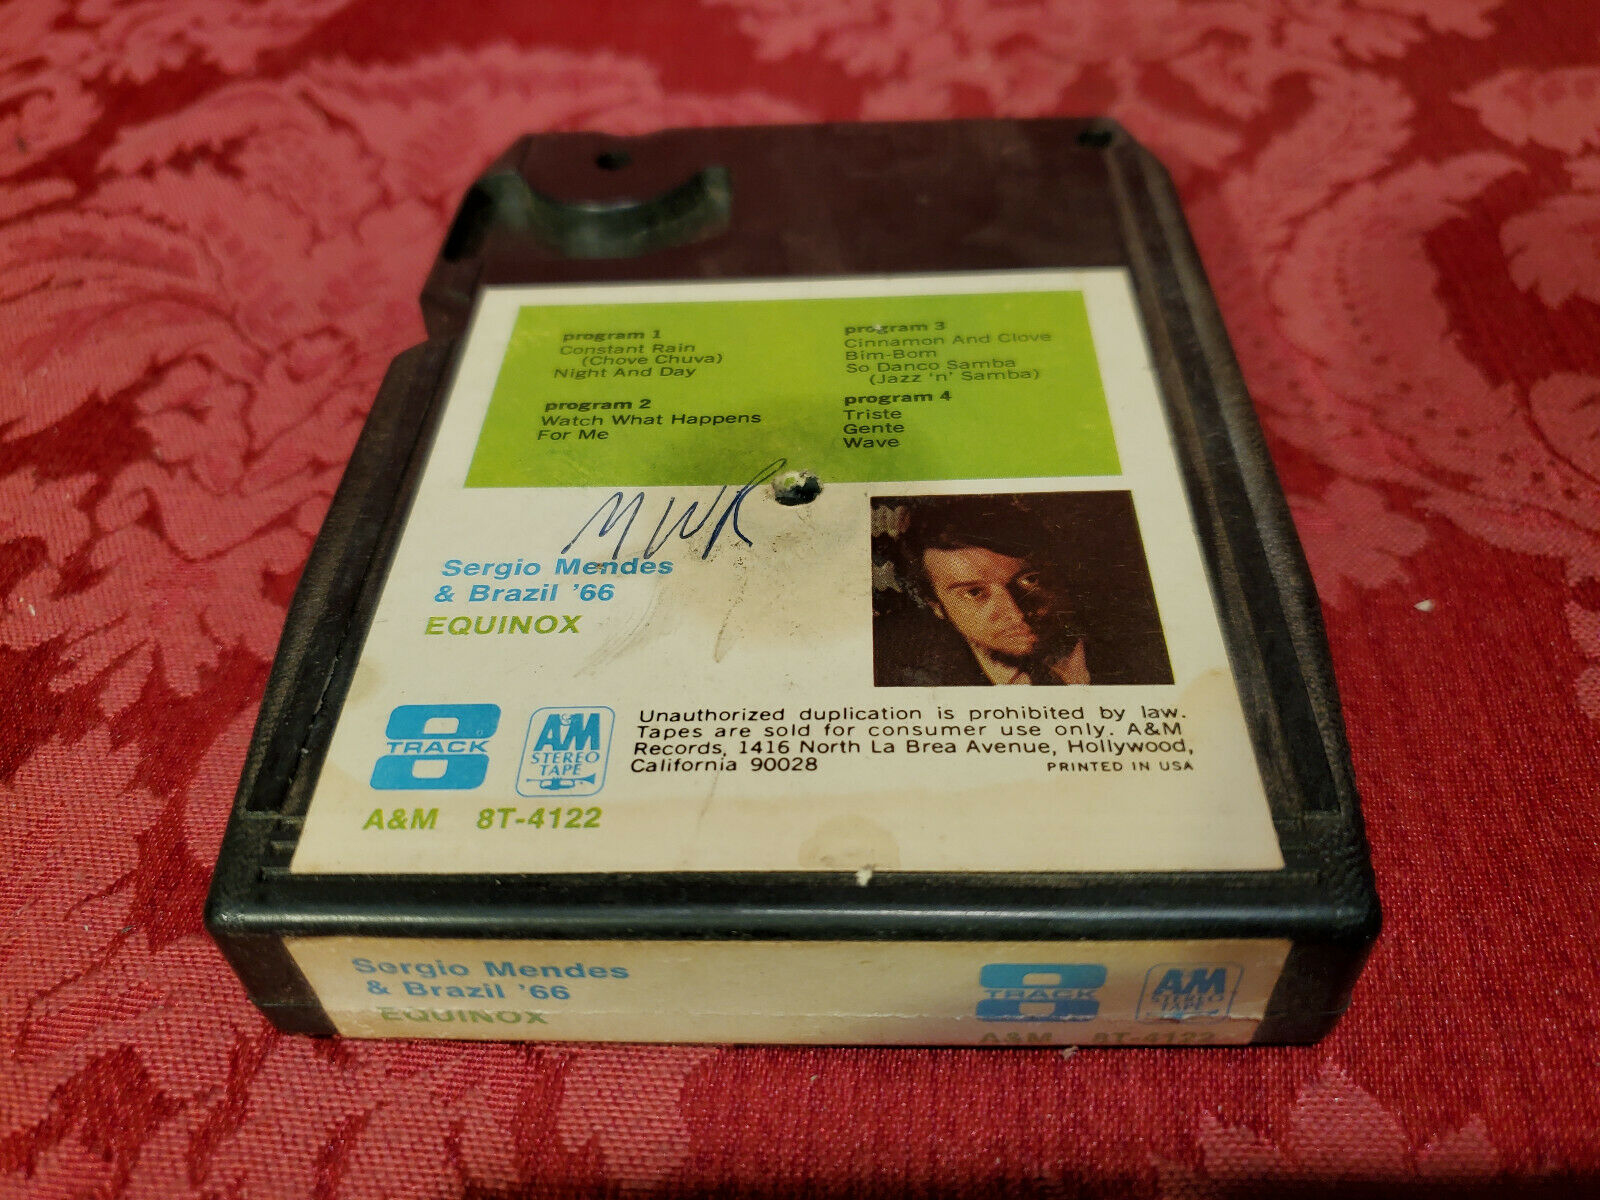 program 1
Constant Rain
(Chove Chuva)
Night And Day
program 2
Watch What Happens
For Me
program 3
Cinnamon And Clove
Bim-Bom
So Danco Samba
(Jazz 'n' Samba)
program 4
Triste
Gente
Wave
MWR
Sergio Mendes
& Brazil '66
EQUINOX
8
TRACK
A&M
STEREO
TAPE
Unauthorized duplication is prohibited by law.
Tapes are sold for consumer use only. A&M
Records, 1416 North La Brea Avenue, Hollywood,
California 90028
PRINTED IN USA
A&M 8T-4122
Sergio Mendes
& Brazil '66
EQUINOX
8
TRACK
A&M
STEREO
TAPE
A&M 8T-4122